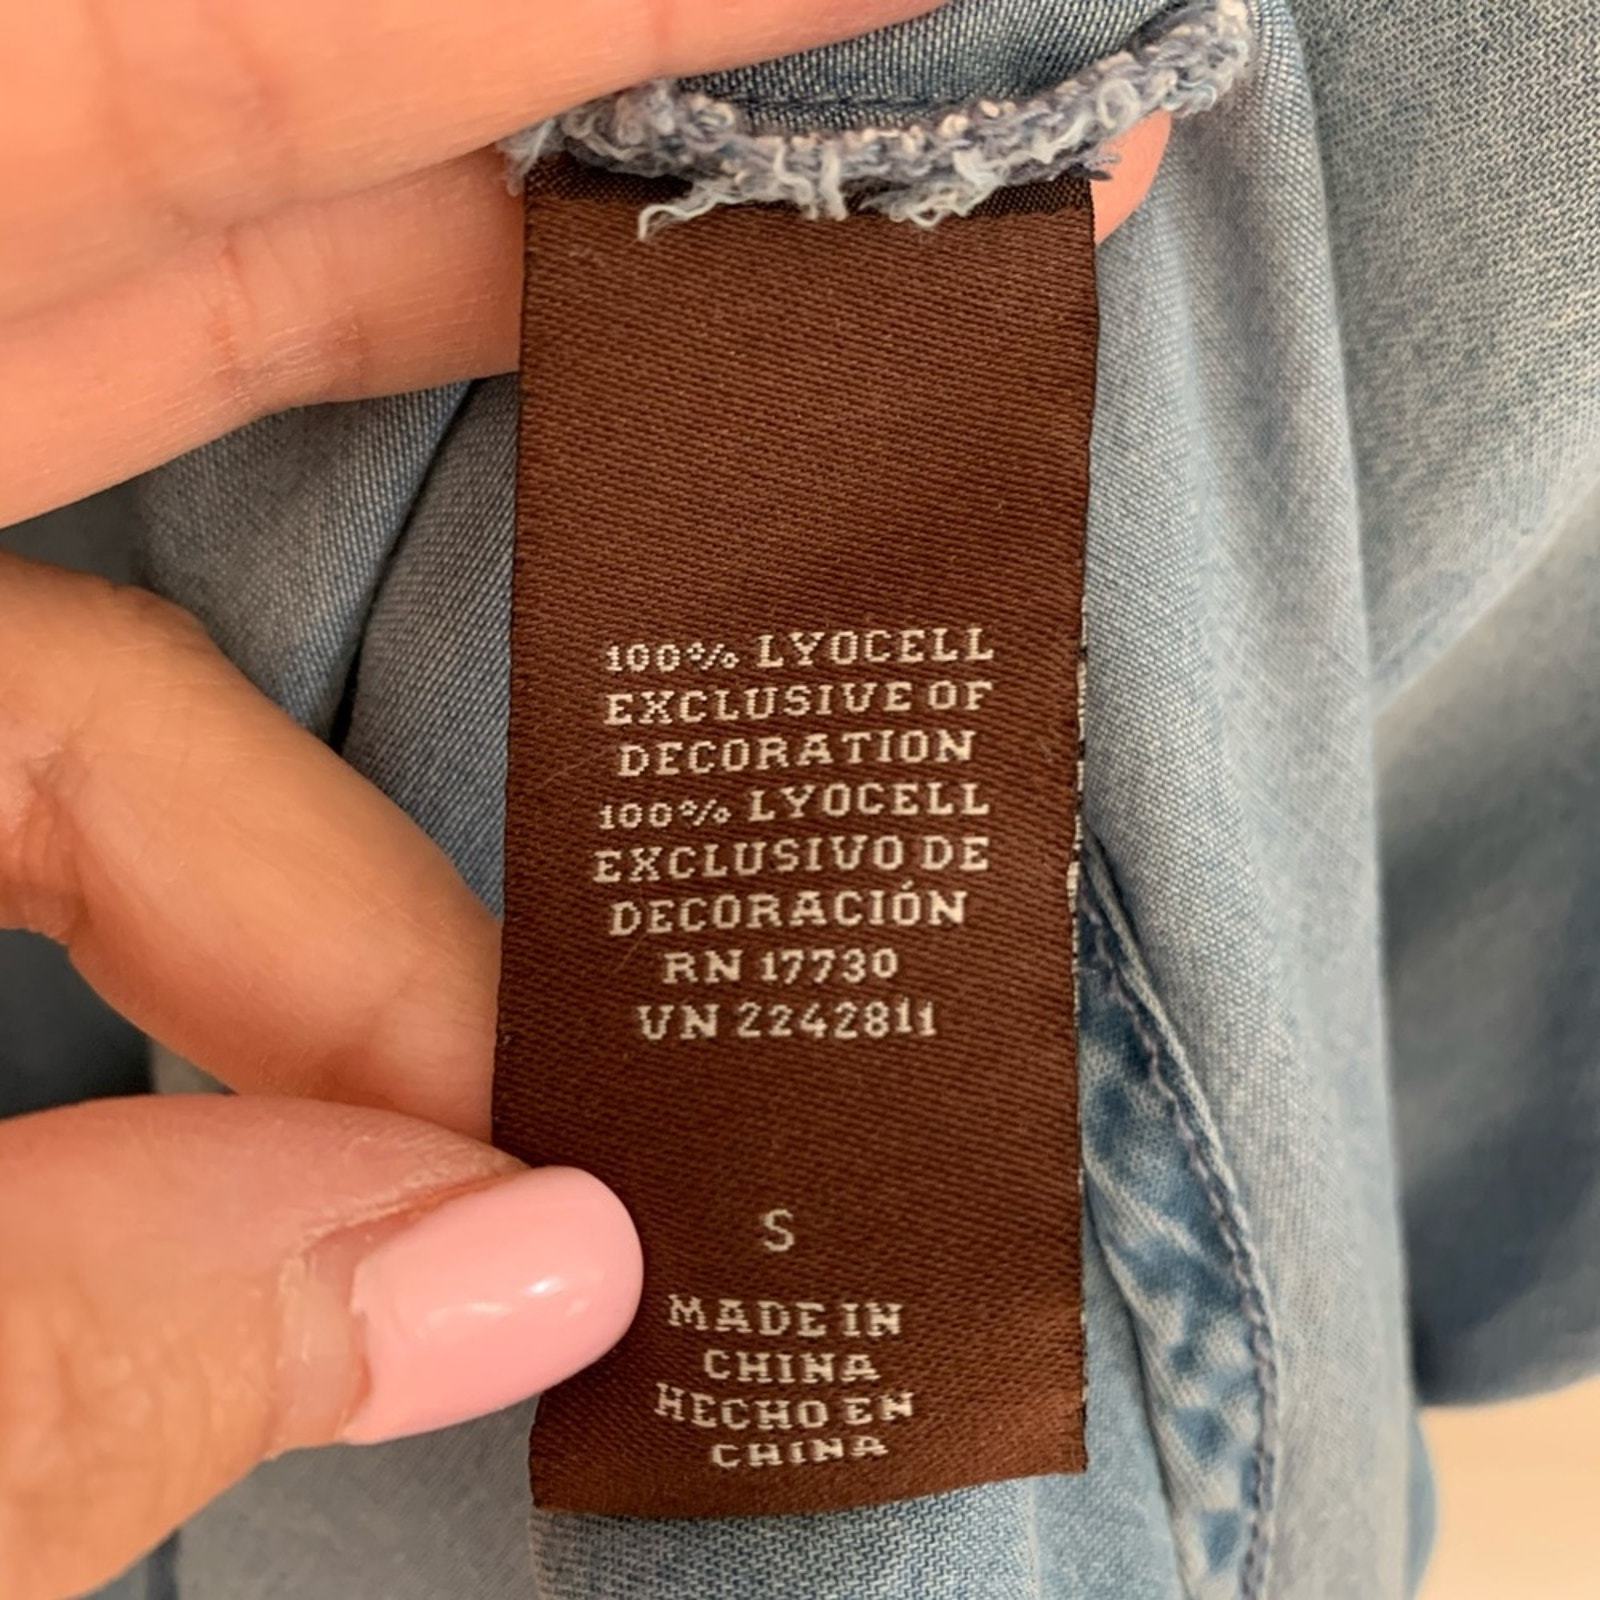 100% LYOCELL
EXCLUSIVE OF
DECORATION
100% LYOCELL
EXCLUSIVO DE
DECORACIÓN
RN 17730
VN 2242811
S
MADE IN
CHINA
HECHO EN
CHINA